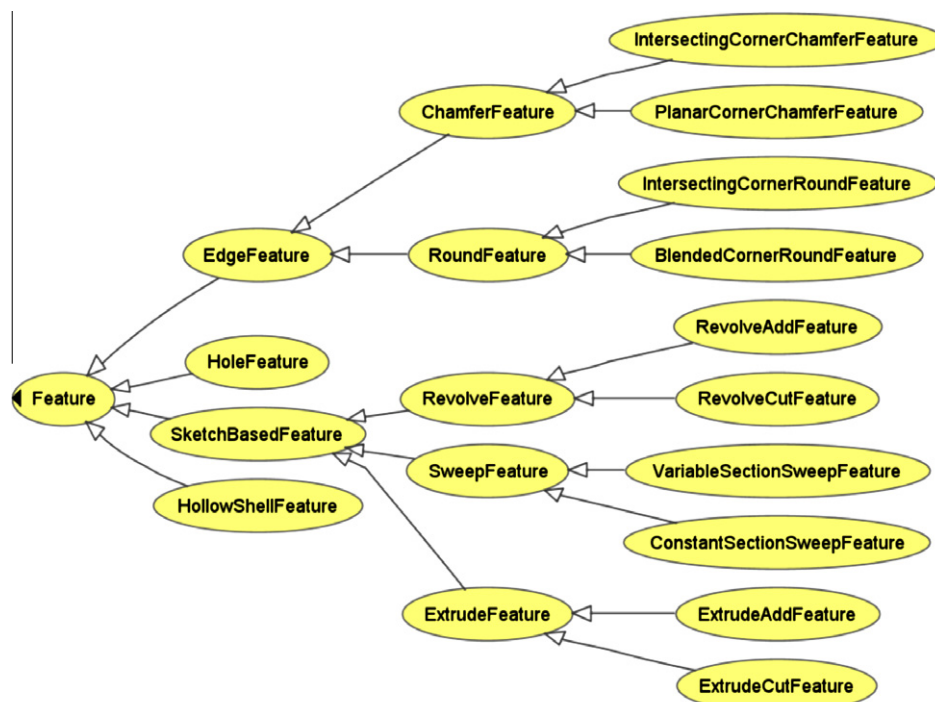 IntersectingCornerChamferFeature
ChamferFeature
PlanarCornerChamferFeature
IntersectingCornerRoundFeature
EdgeFeature
RoundFeature
BlendedCornerRoundFeature
RevolveAddFeature
HoleFeature
Feature
RevolveFeature
RevolveCutFeature
SketchBasedFeature
SweepFeature
VariableSectionSweepFeature
HollowShellFeature
ConstantSectionSweepFeature
ExtrudeFeature
ExtrudeAddFeature
ExtrudeCutFeature